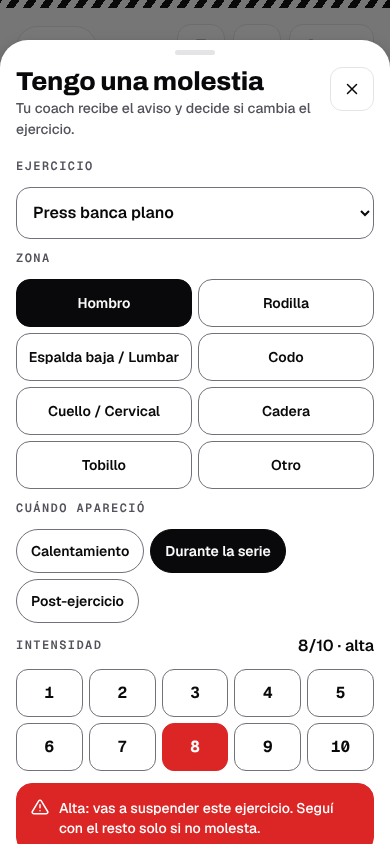 Tengo una molestia
Tu coach recibe el aviso y decide si cambia el
ejercicio.
EJERCICIO
Press banca plano
ZONA
Hombro
Rodilla
Espalda baja / Lumbar
Codo
Cuello / Cervical
Cadera
Tobillo
Otro
CUÁNDO APARECIÓ
Calentamiento
Durante la serie
Post-ejercicio
INTENSIDAD
8/10 · alta
1
2
3
4
5
6
7
8
9
10
Alta: vas a suspender este ejercicio. Seguí
con el resto solo si no molesta.